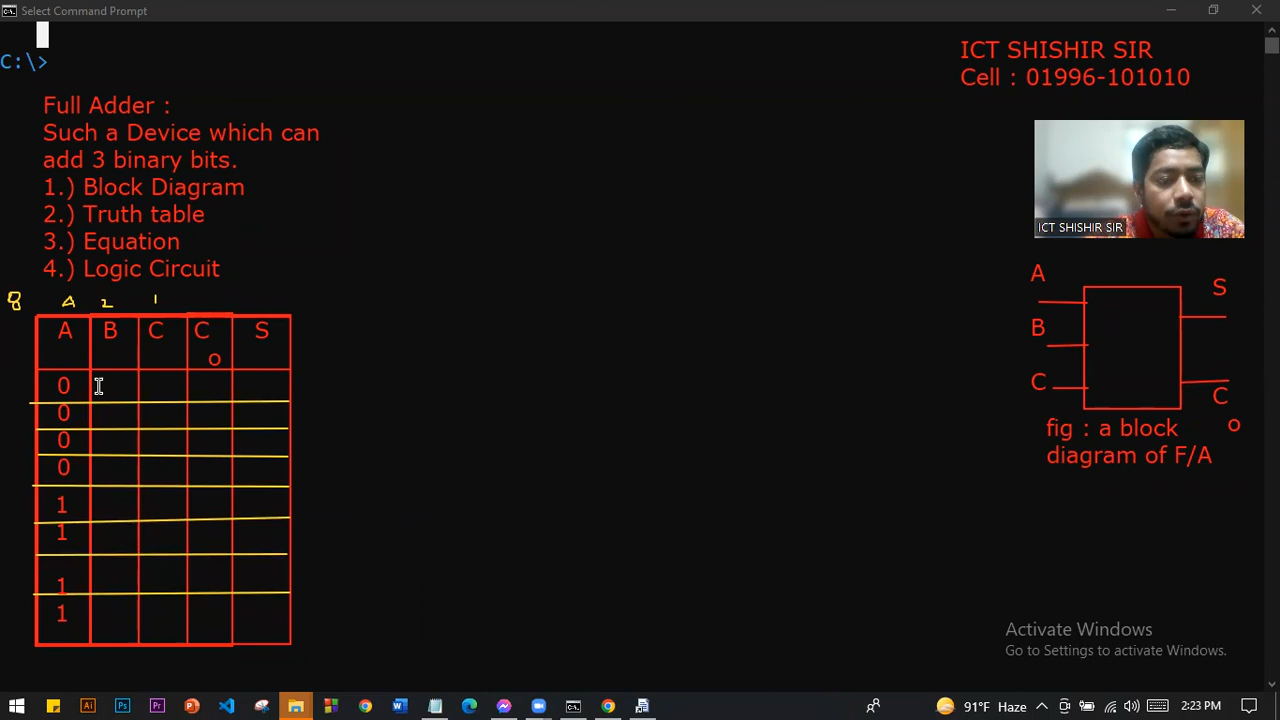 Select Command Prompt
C:\>
ICT SHISHIR SIR
Cell : 01996-101010
Full Adder :
Such a Device which can
add 3 binary bits.
1.) Block Diagram
2.) Truth table
3.) Equation
4.) Logic Circuit
ICT SHISHIR SIR
8 2 1
A B C C S
o
0
0
0
0
1
1
1
1
A S
B
C C
o
fig : a block
diagram of F/A
Activate Windows
Go to Settings to activate Windows.
91°F Haze 2:23 PM